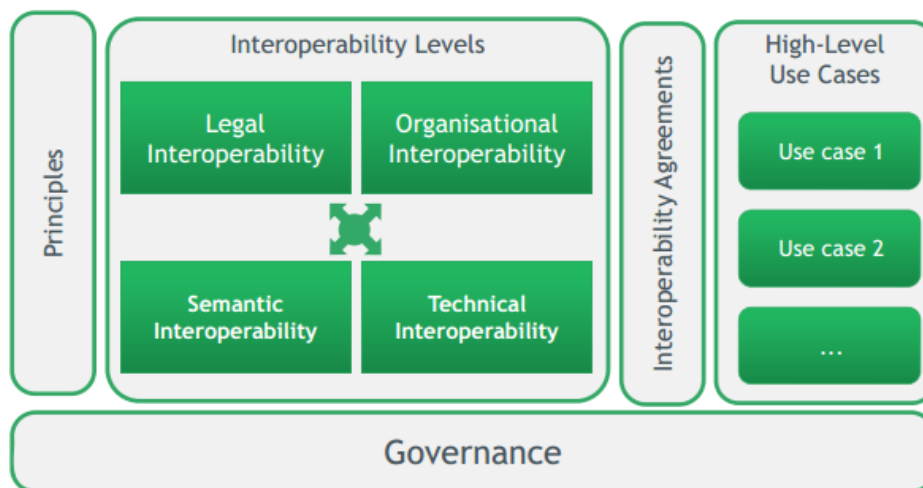 Principles
Interoperability Levels
Legal
Interoperability
Organisational
Interoperability
Semantic
Interoperability
Technical
Interoperability
Interoperability Agreements
High-Level
Use Cases
Use case 1
Use case 2
...
Governance